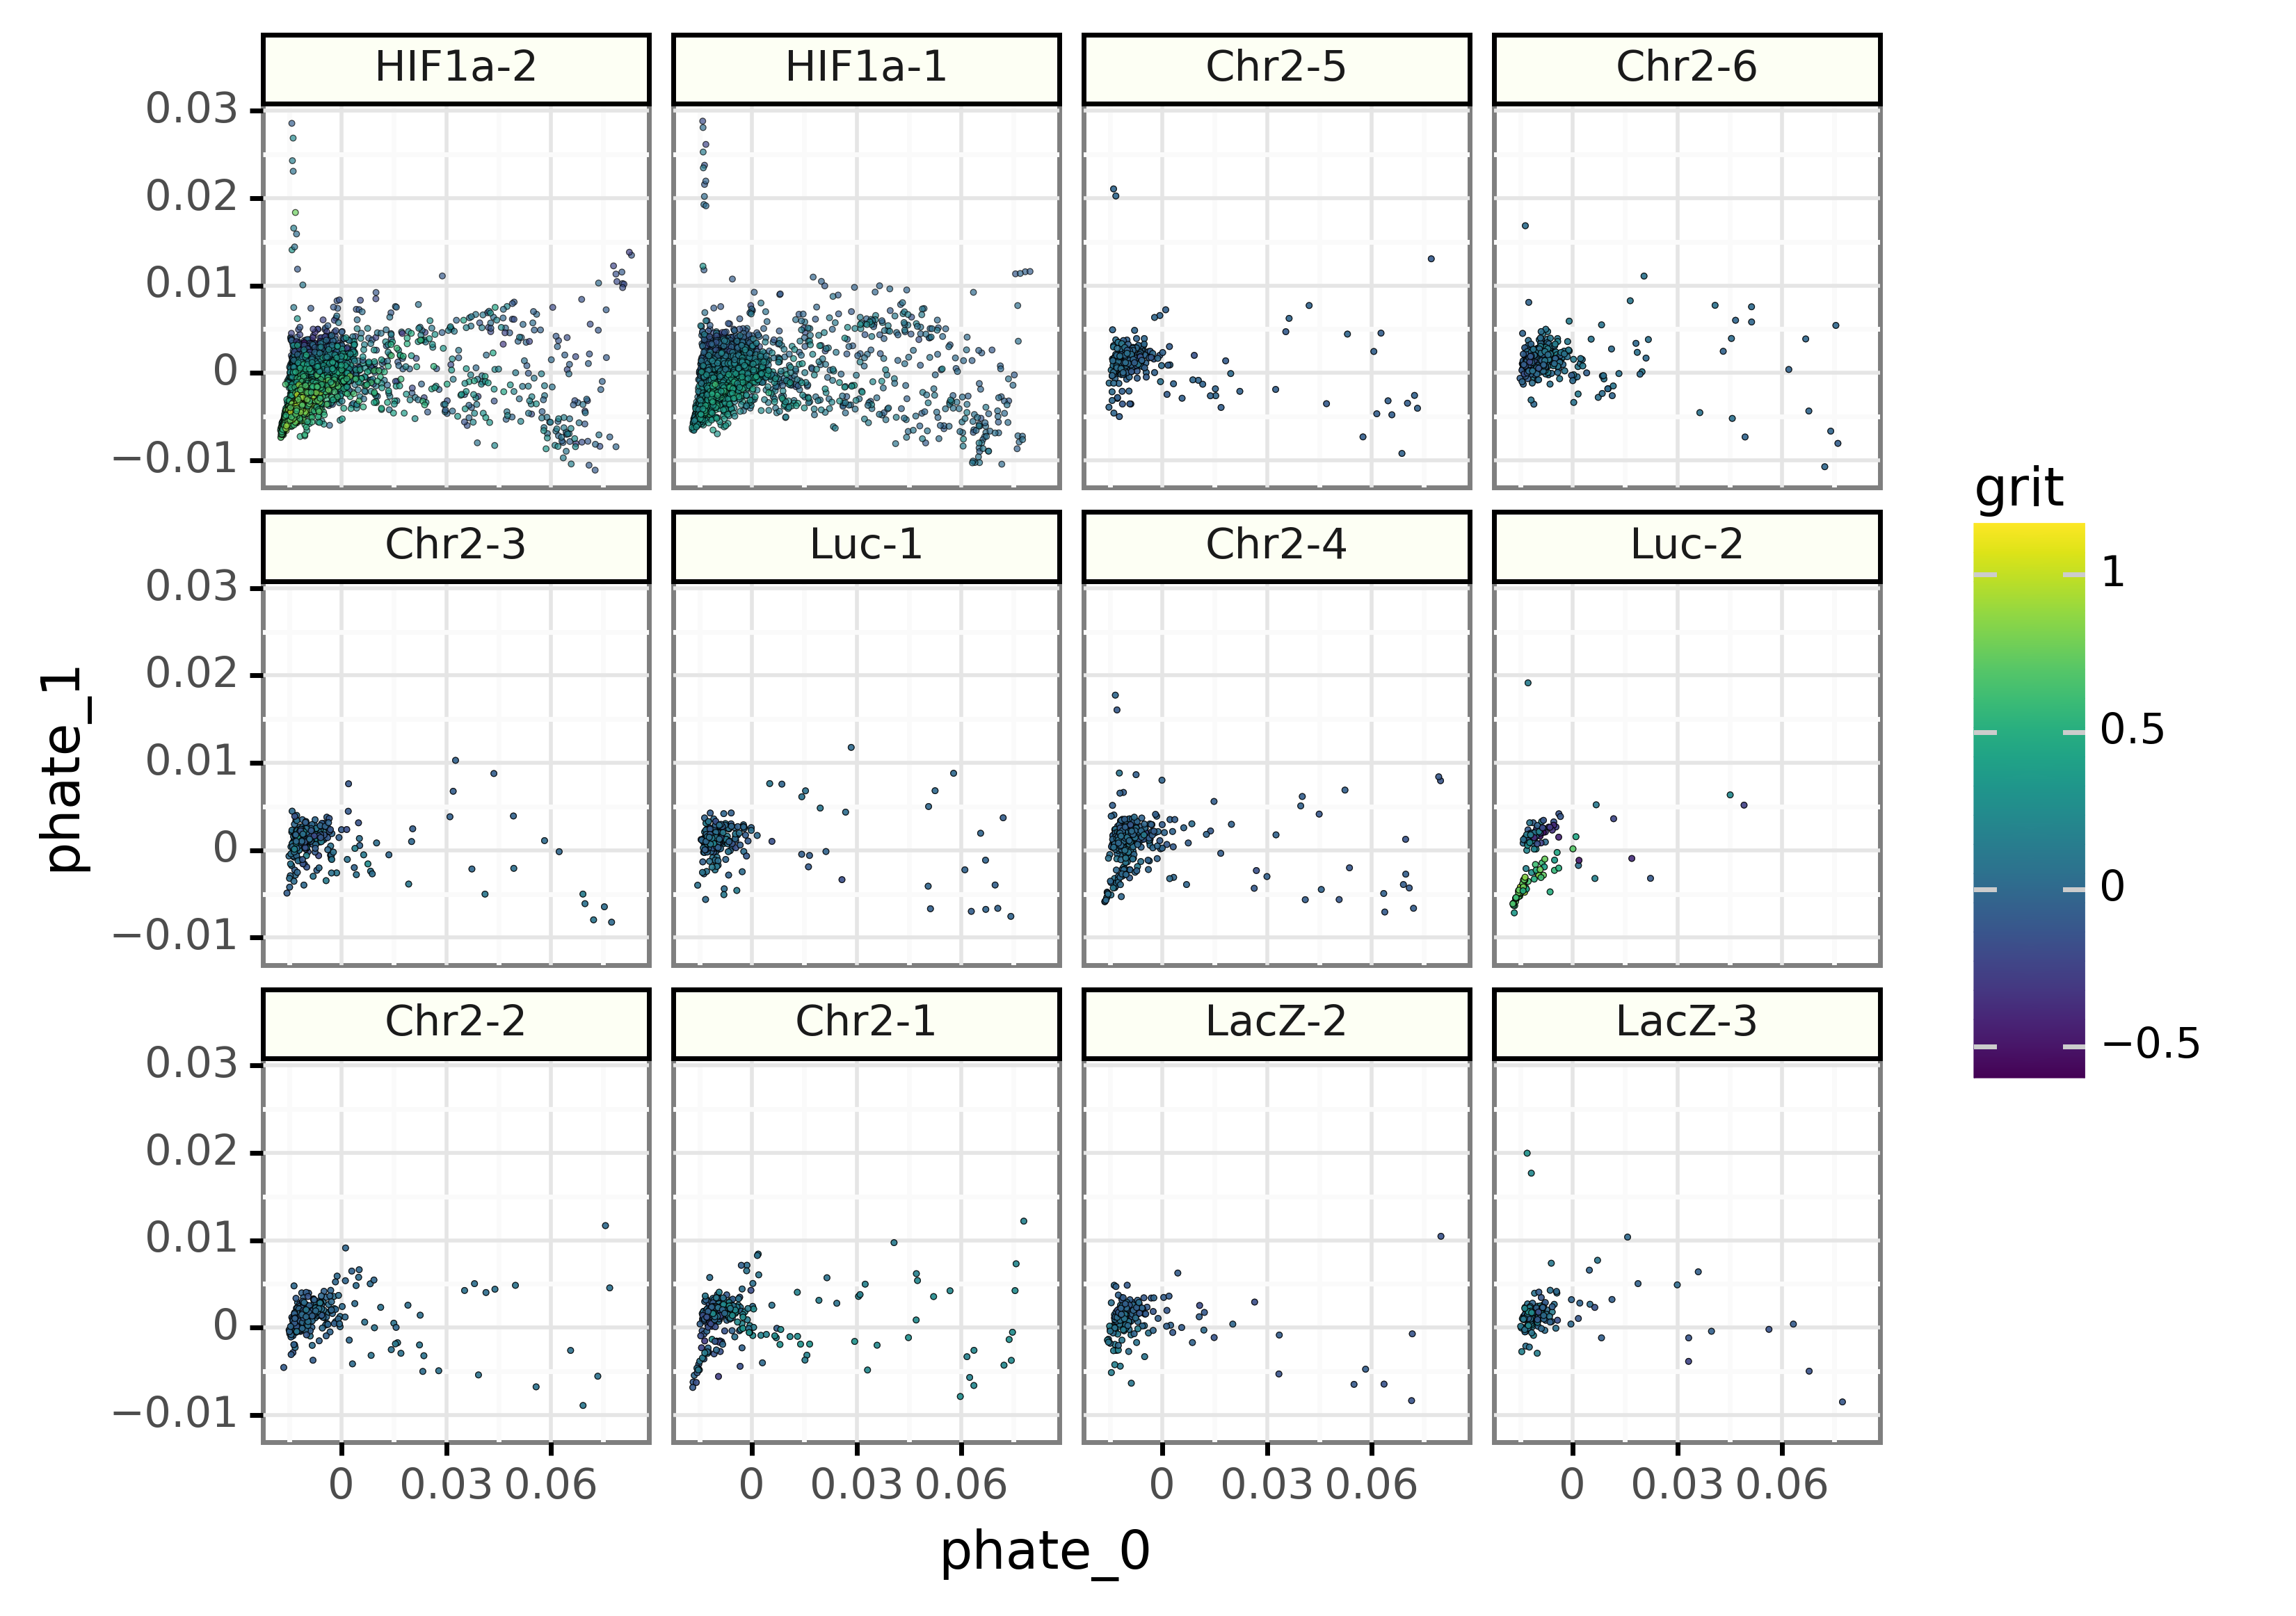 HIF1a-2 HIF1a-1 Chr2-5 Chr2-6
0.03
0.02
0.01
0
−0.01
Chr2-3 Luc-1 Chr2-4 Luc-2
0.03
0.02
0.01
0
−0.01
Chr2-2 Chr2-1 LacZ-2 LacZ-3
0.03
0.02
0.01
0
−0.01
0 0.03 0.06 0 0.03 0.06 0 0.03 0.06 0 0.03 0.06
phate_0
phate_1
grit
1
0.5
0
−0.5